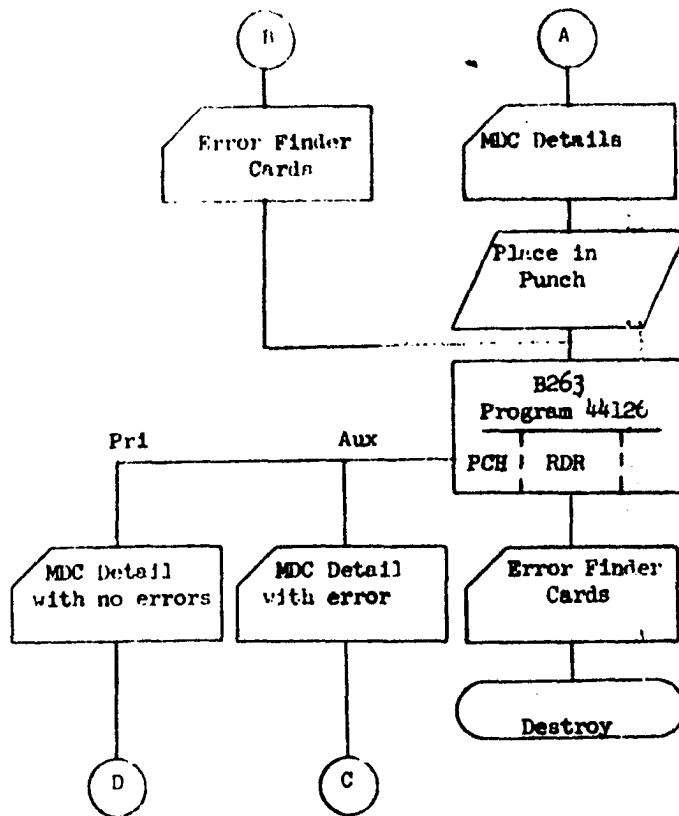 B
A
Error Finder
Cards
MDC Details
Place in
Punch
B263
Program 44126
PCH
RDR
Pri
Aux
MDC Detail
with no errors
MDC Detail
with error
Error Finder
Cards
Destroy
D
C